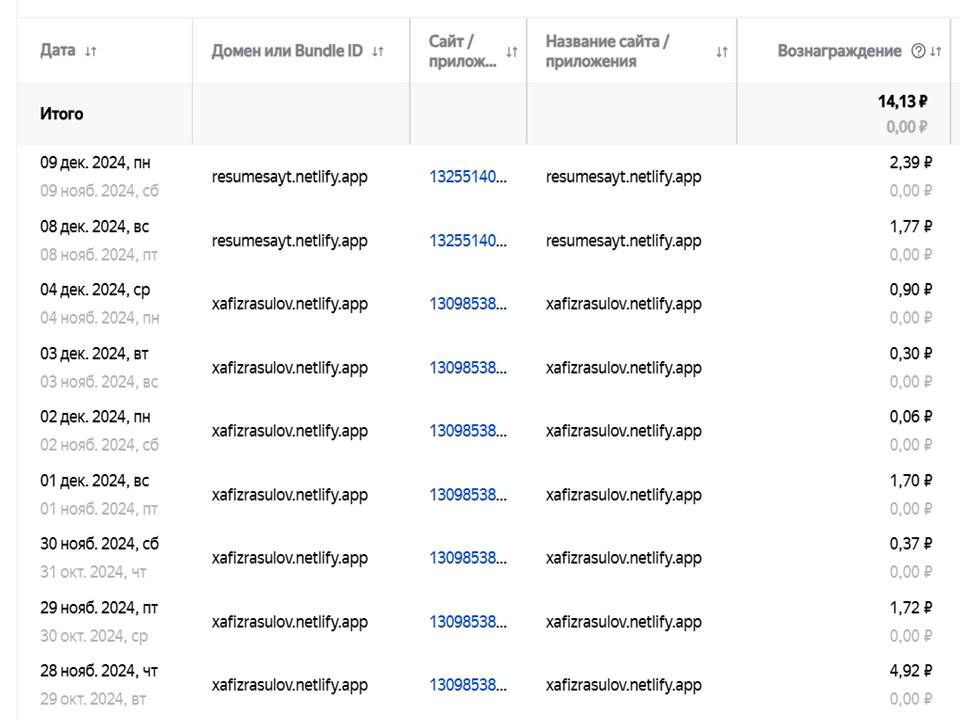 Дата
Домен или Bundle ID
Сайт /
прилож...
Название сайта /
приложения
Вознаграждение
Итого
14,13 ₽
0,00 ₽
09 дек. 2024, пн
09 нояб. 2024, сб
resumesayt.netlify.app
13255140...
resumesayt.netlify.app
2,39 ₽
0,00 ₽
08 дек. 2024, вс
08 нояб. 2024, пт
resumesayt.netlify.app
13255140...
resumesayt.netlify.app
1,77 ₽
0,00 ₽
04 дек. 2024, ср
04 нояб. 2024, пн
xafizrasulov.netlify.app
13098538...
xafizrasulov.netlify.app
0,90 ₽
0,00 ₽
03 дек. 2024, вт
03 нояб. 2024, вс
xafizrasulov.netlify.app
13098538...
xafizrasulov.netlify.app
0,30 ₽
0,00 ₽
02 дек. 2024, пн
02 нояб. 2024, сб
xafizrasulov.netlify.app
13098538...
xafizrasulov.netlify.app
0,06 ₽
0,00 ₽
01 дек. 2024, вс
01 нояб. 2024, пт
xafizrasulov.netlify.app
13098538...
xafizrasulov.netlify.app
1,70 ₽
0,00 ₽
30 нояб. 2024, сб
31 окт. 2024, чт
xafizrasulov.netlify.app
13098538...
xafizrasulov.netlify.app
0,37 ₽
0,00 ₽
29 нояб. 2024, пт
30 окт. 2024, ср
xafizrasulov.netlify.app
13098538...
xafizrasulov.netlify.app
1,72 ₽
0,00 ₽
28 нояб. 2024, чт
29 окт. 2024, вт
xafizrasulov.netlify.app
13098538...
xafizrasulov.netlify.app
4,92 ₽
0,00 ₽